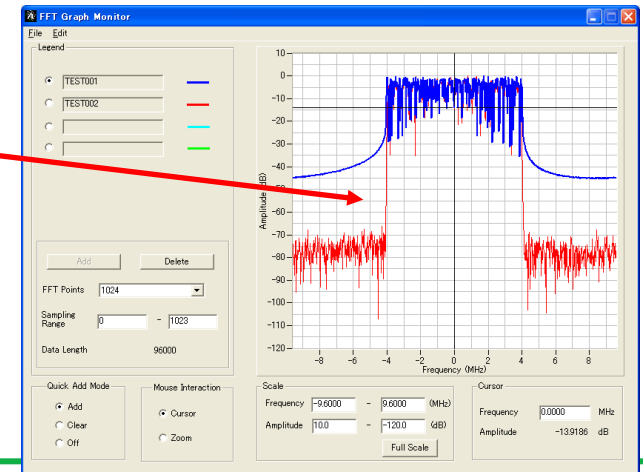 FFT Graph Monitor
File Edit
Legend
TEST001
TEST002
Add Delete
FFT Points 1024
Sampling Range 0 - 1023
Data Length 96000
Quick Add Mode
Add
Clear
Off
Mouse Interaction
Cursor
Zoom
10
0
-10
-20
-30
-40
-50
-60
-70
-80
-90
-100
-110
-120
Amplitude (dB)
-8 -6 -4 -2 0 2 4 6 8
Frequency (MHz)
Scale
Frequency -9.6000 - 9.6000 (MHz)
Amplitude 10.0 - -120.0 (dB)
Full Scale
Cursor
Frequency 0.0000 MHz
Amplitude -13.9186 dB